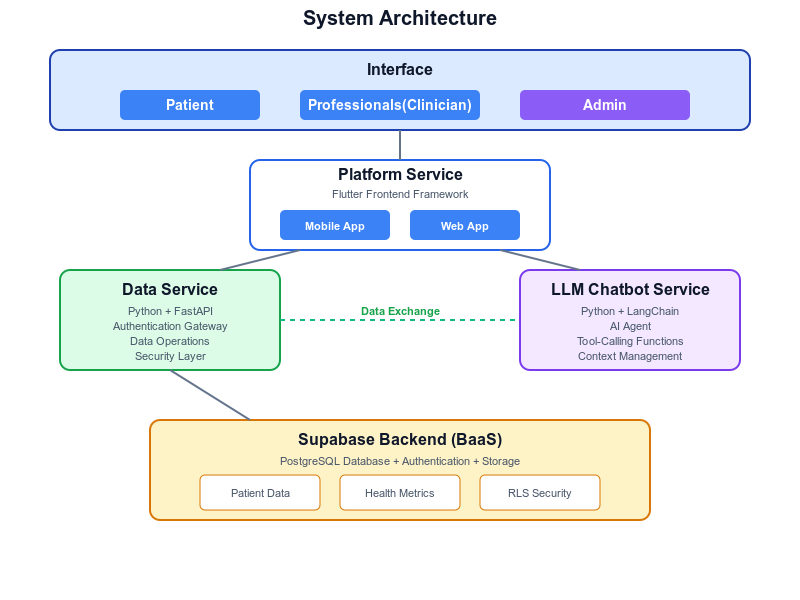 System Architecture
Interface
Patient
Professionals(Clinician)
Admin
Platform Service
Flutter Frontend Framework
Mobile App
Web App
Data Service
Python + FastAPI
Authentication Gateway
Data Operations
Security Layer
Data Exchange
LLM Chatbot Service
Python + LangChain
AI Agent
Tool-Calling Functions
Context Management
Supabase Backend (BaaS)
PostgreSQL Database + Authentication + Storage
Patient Data
Health Metrics
RLS Security